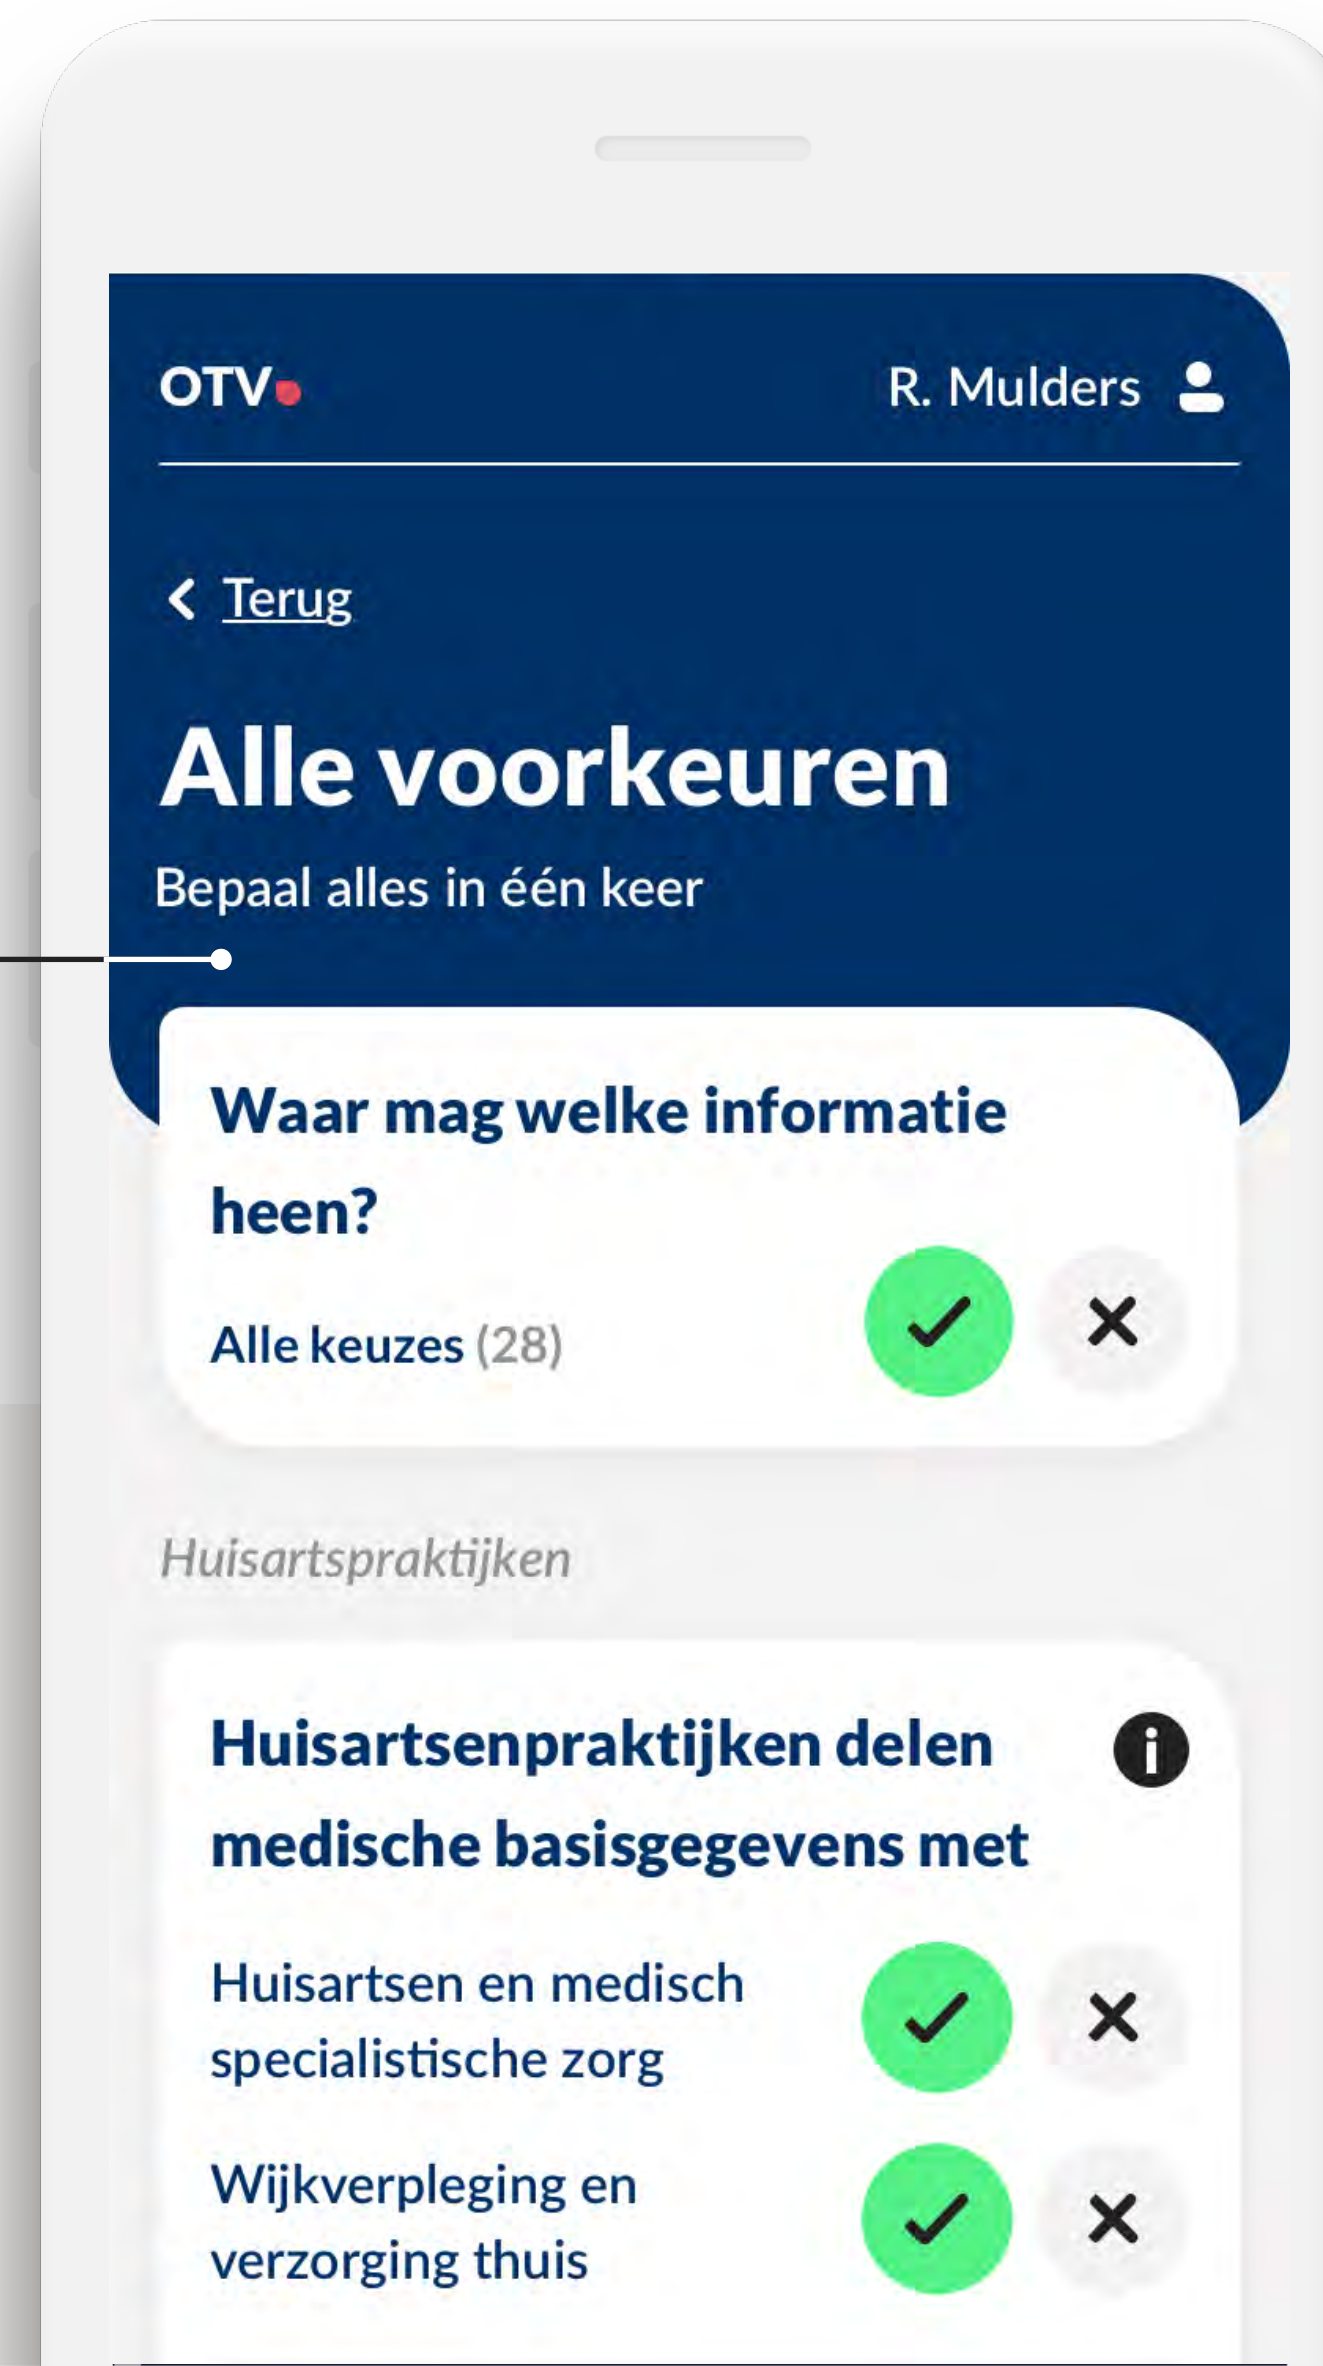 OTV
R. Mulders
Terug
Alle voorkeuren
Bepaal alles in één keer
Waar mag welke informatie
heen?
Alle keuzes (28)
Huisartspraktijken
Huisartsenpraktijken delen
medische basisgegevens met
Huisartsen en medisch
specialistische zorg
Wijkverpleging en
verzorging thuis